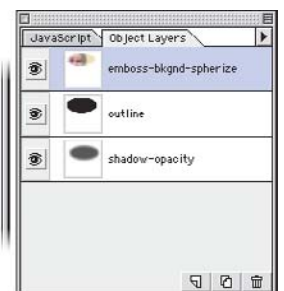 JavaScript Object Layers
emboss-bkgnd-spherize
outline
shadow-opacity